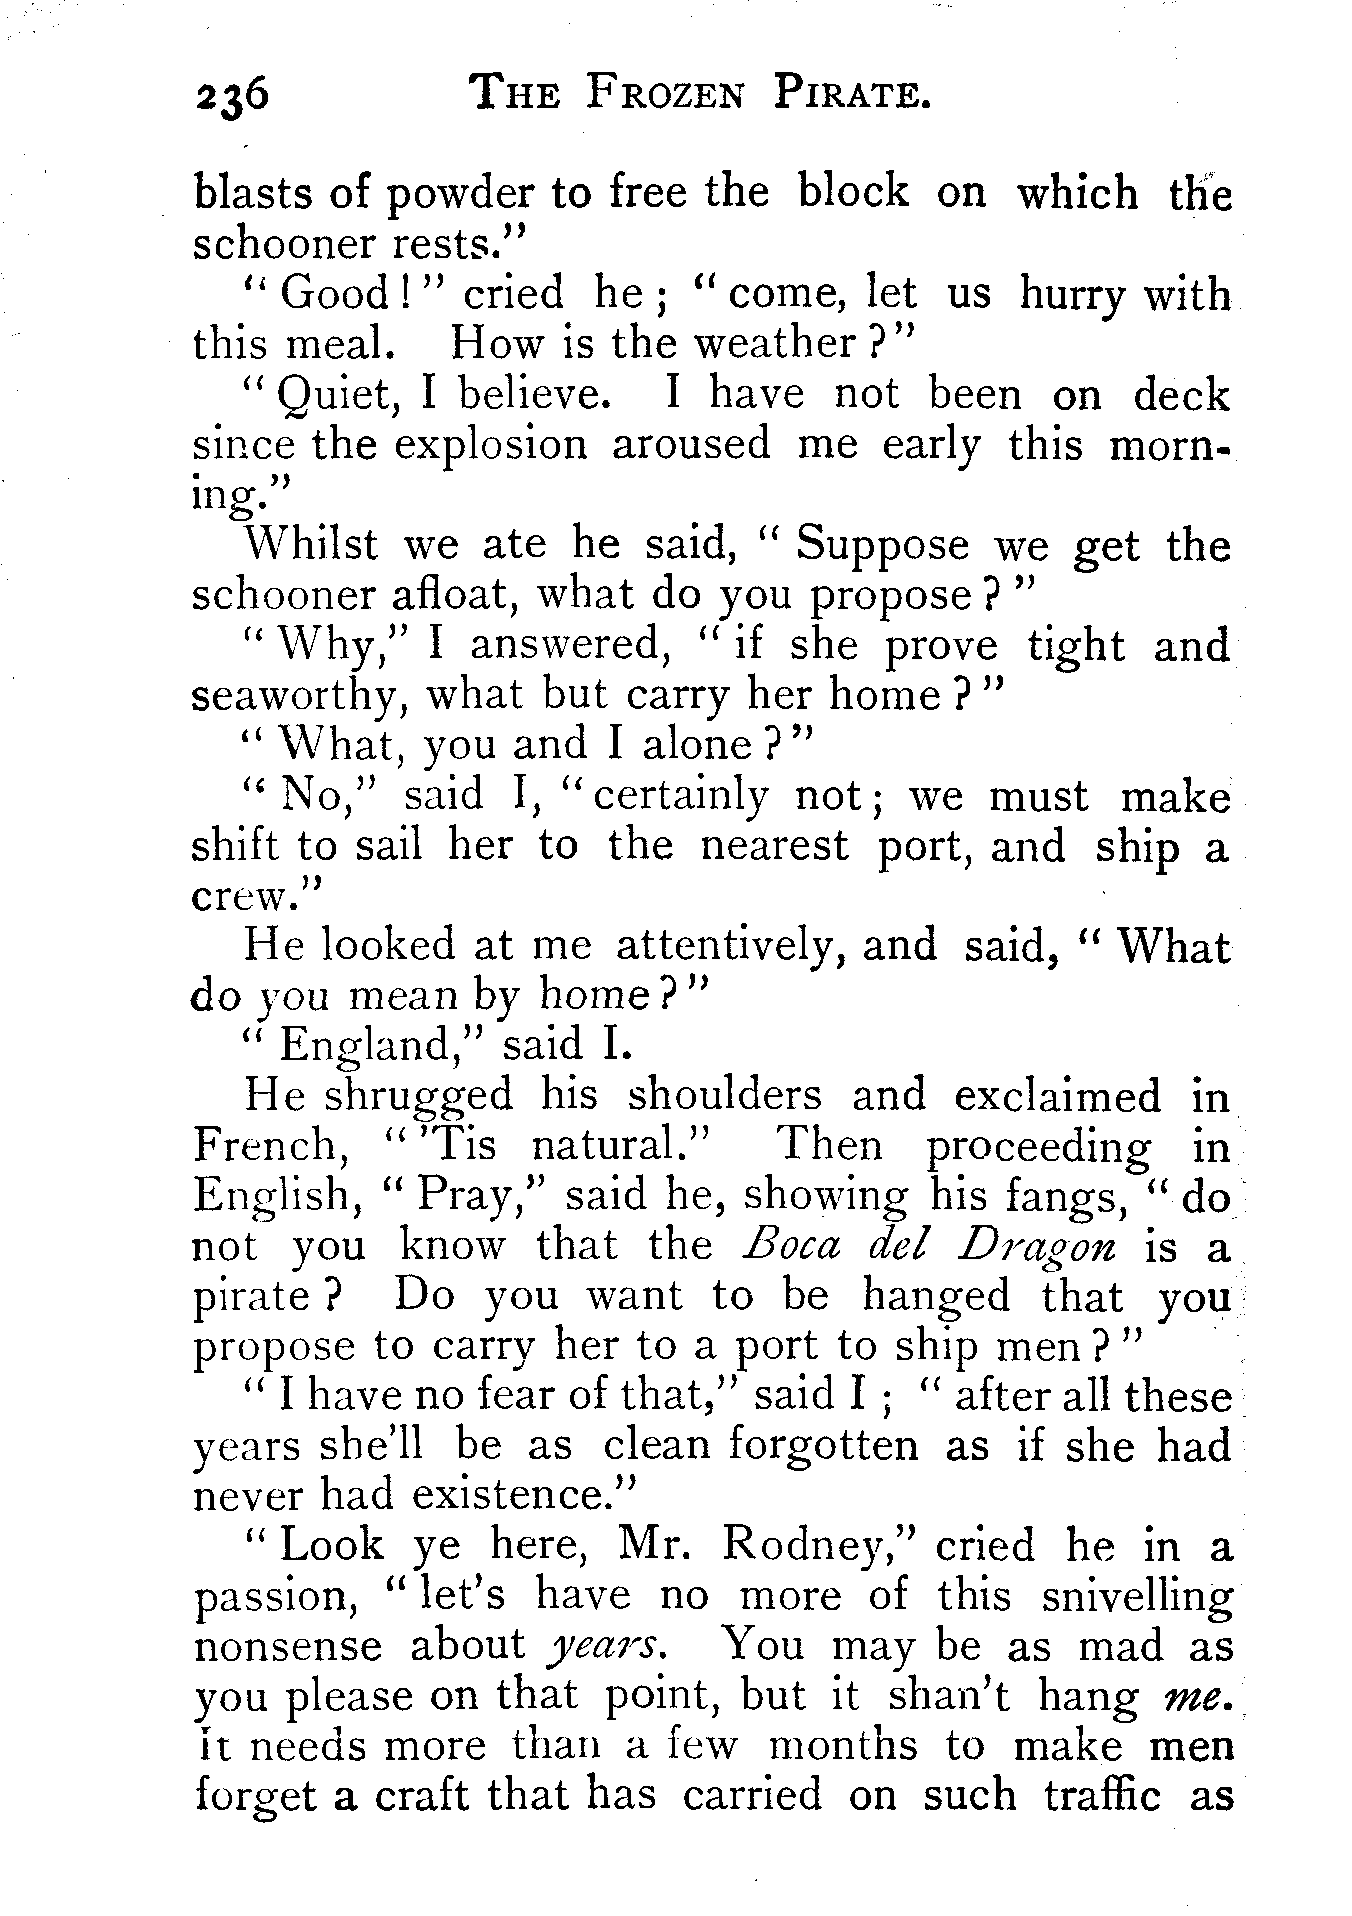 236 The Frozen Pirate.
blasts of powder to free the block on which the
schooner rests."
"Good!" cried he; "come, let us hurry with
this meal. How is the weather?"
"Quiet, I believe. I have not been on deck
since the explosion aroused me early this morn-
ing."
Whilst we ate he said, "Suppose we get the
schooner afloat, what do you propose?"
"Why," I answered, "if she prove tight and
seaworthy, what but carry her home?"
"What, you and I alone?"
"No," said I, "certainly not; we must make
shift to sail her to the nearest port, and ship a
crew."
He looked at me attentively, and said, "What
do you mean by home?"
"England," said I.
He shrugged his shoulders and exclaimed in
French, "'Tis natural." Then proceeding in
English, "Pray," said he, showing his fangs, "do
not you know that the Boca del Dragon is a
pirate? Do you want to be hanged that you
propose to carry her to a port to ship men?"
"I have no fear of that," said I; "after all these
years she'll be as clean forgotten as if she had
never had existence."
"Look ye here, Mr. Rodney," cried he in a
passion, "let's have no more of this snivelling
nonsense about years. You may be as mad as
you please on that point, but it shan't hang me.
It needs more than a few months to make men
forget a craft that has carried on such traffic as